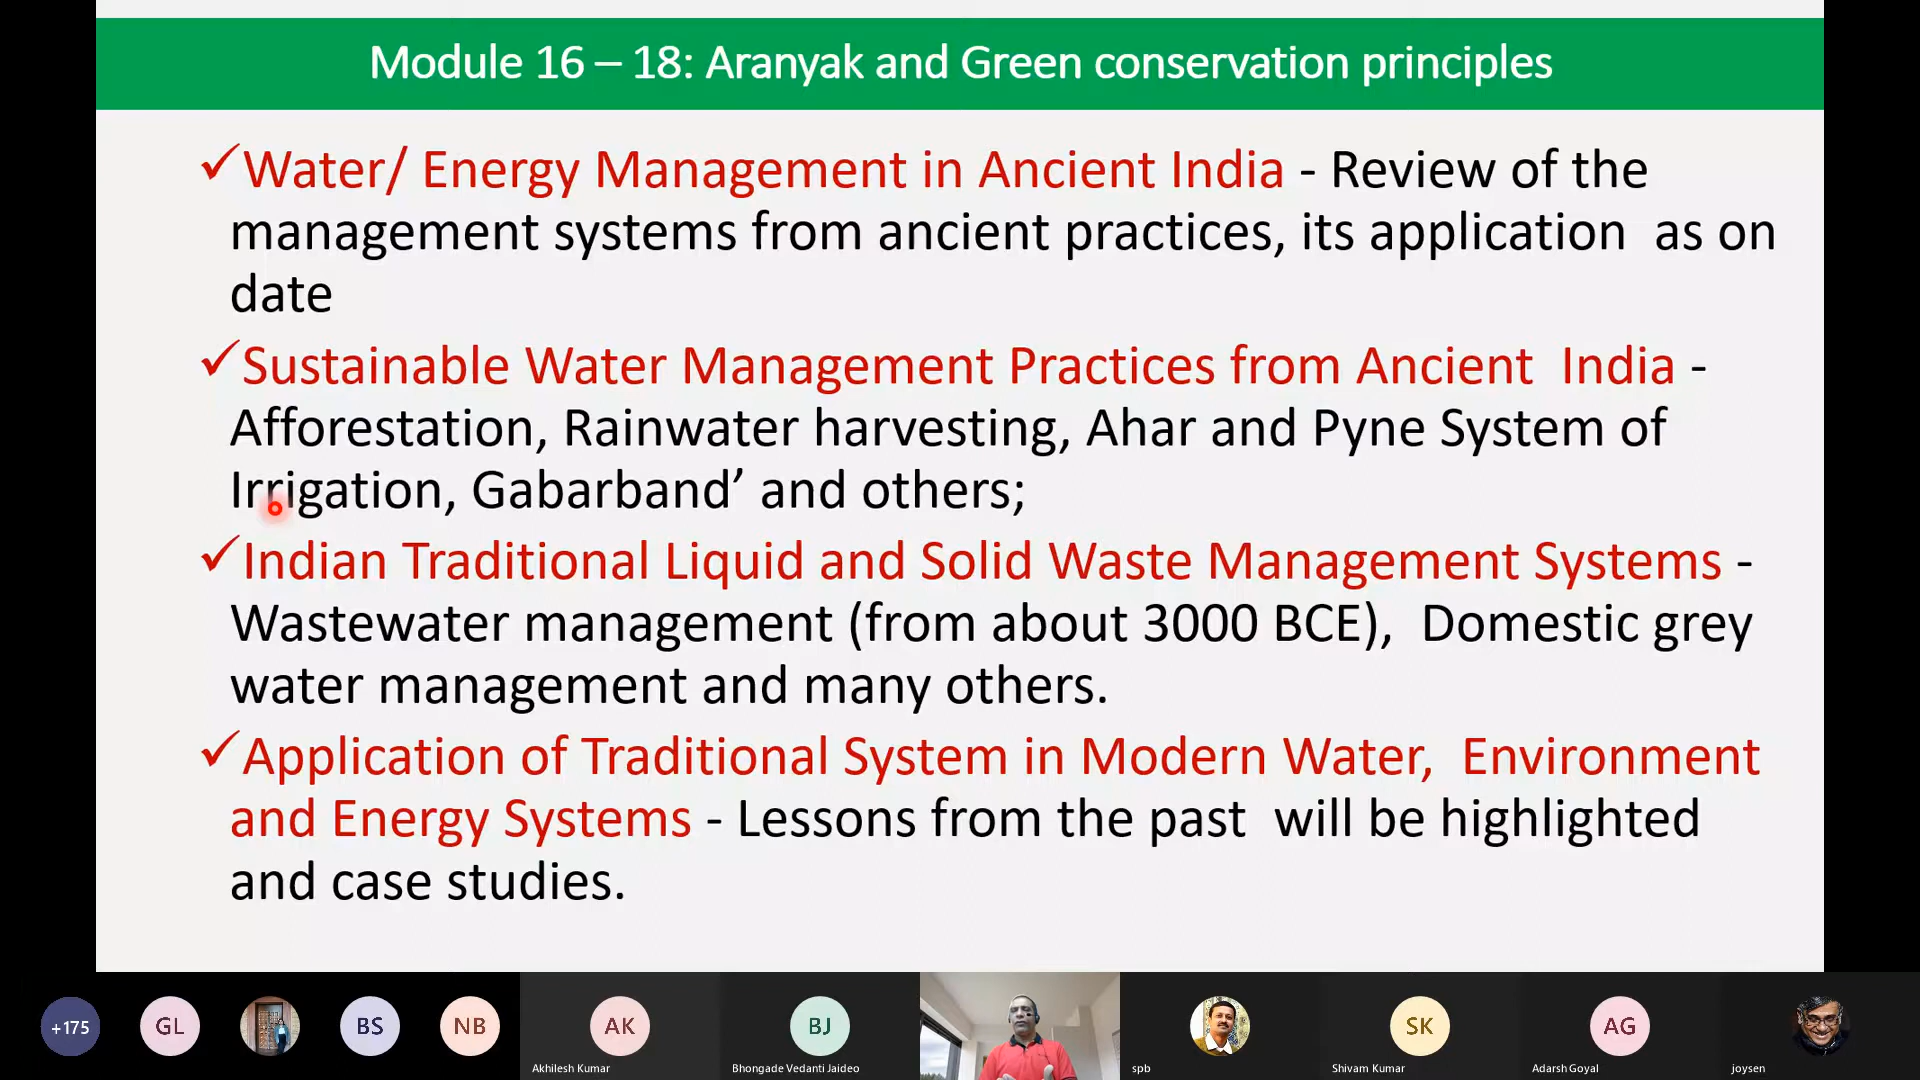 Module 16 – 18: Aranyak and Green conservation principles
✓Water/ Energy Management in Ancient India - Review of the
management systems from ancient practices, its application as on
date
✓Sustainable Water Management Practices from Ancient India -
Afforestation, Rainwater harvesting, Ahar and Pyne System of
Irrigation, Gabarband’ and others;
✓Indian Traditional Liquid and Solid Waste Management Systems -
Wastewater management (from about 3000 BCE), Domestic grey
water management and many others.
✓Application of Traditional System in Modern Water, Environment
and Energy Systems - Lessons from the past will be highlighted
and case studies.
+175 GL BS NB AK BJ SK AG
Akhilesh Kumar Bhongade Vedanti Jaideo spb Shivam Kumar Adarsh Goyal joysen